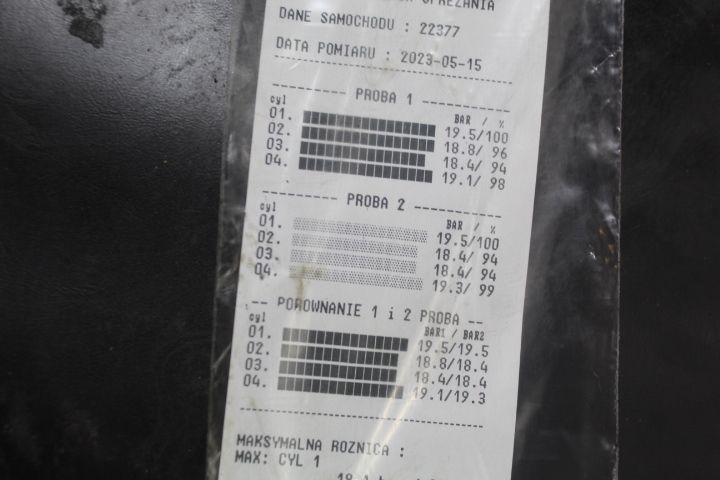 SPREZANIA
DANE SAMOCHODU : 22377
DATA POMIARU : 2023-05-15
--------- PROBA 1 ---------
cyl BAR / %
01. 19.5/100
02. 18.8/ 96
03. 18.4/ 94
04. 19.1/ 98
--------- PROBA 2 ---------
cyl BAR / %
01. 19.5/100
02. 18.4/ 94
03. 18.4/ 94
04. 19.3/ 99
-- POROWNANIE 1 i 2 PROBA --
cyl BAR1 / BAR2
01. 19.5/19.5
02. 18.8/18.4
03. 18.4/18.4
04. 19.1/19.3
MAKSYMALNA ROZNICA :
MAX: CYL 1